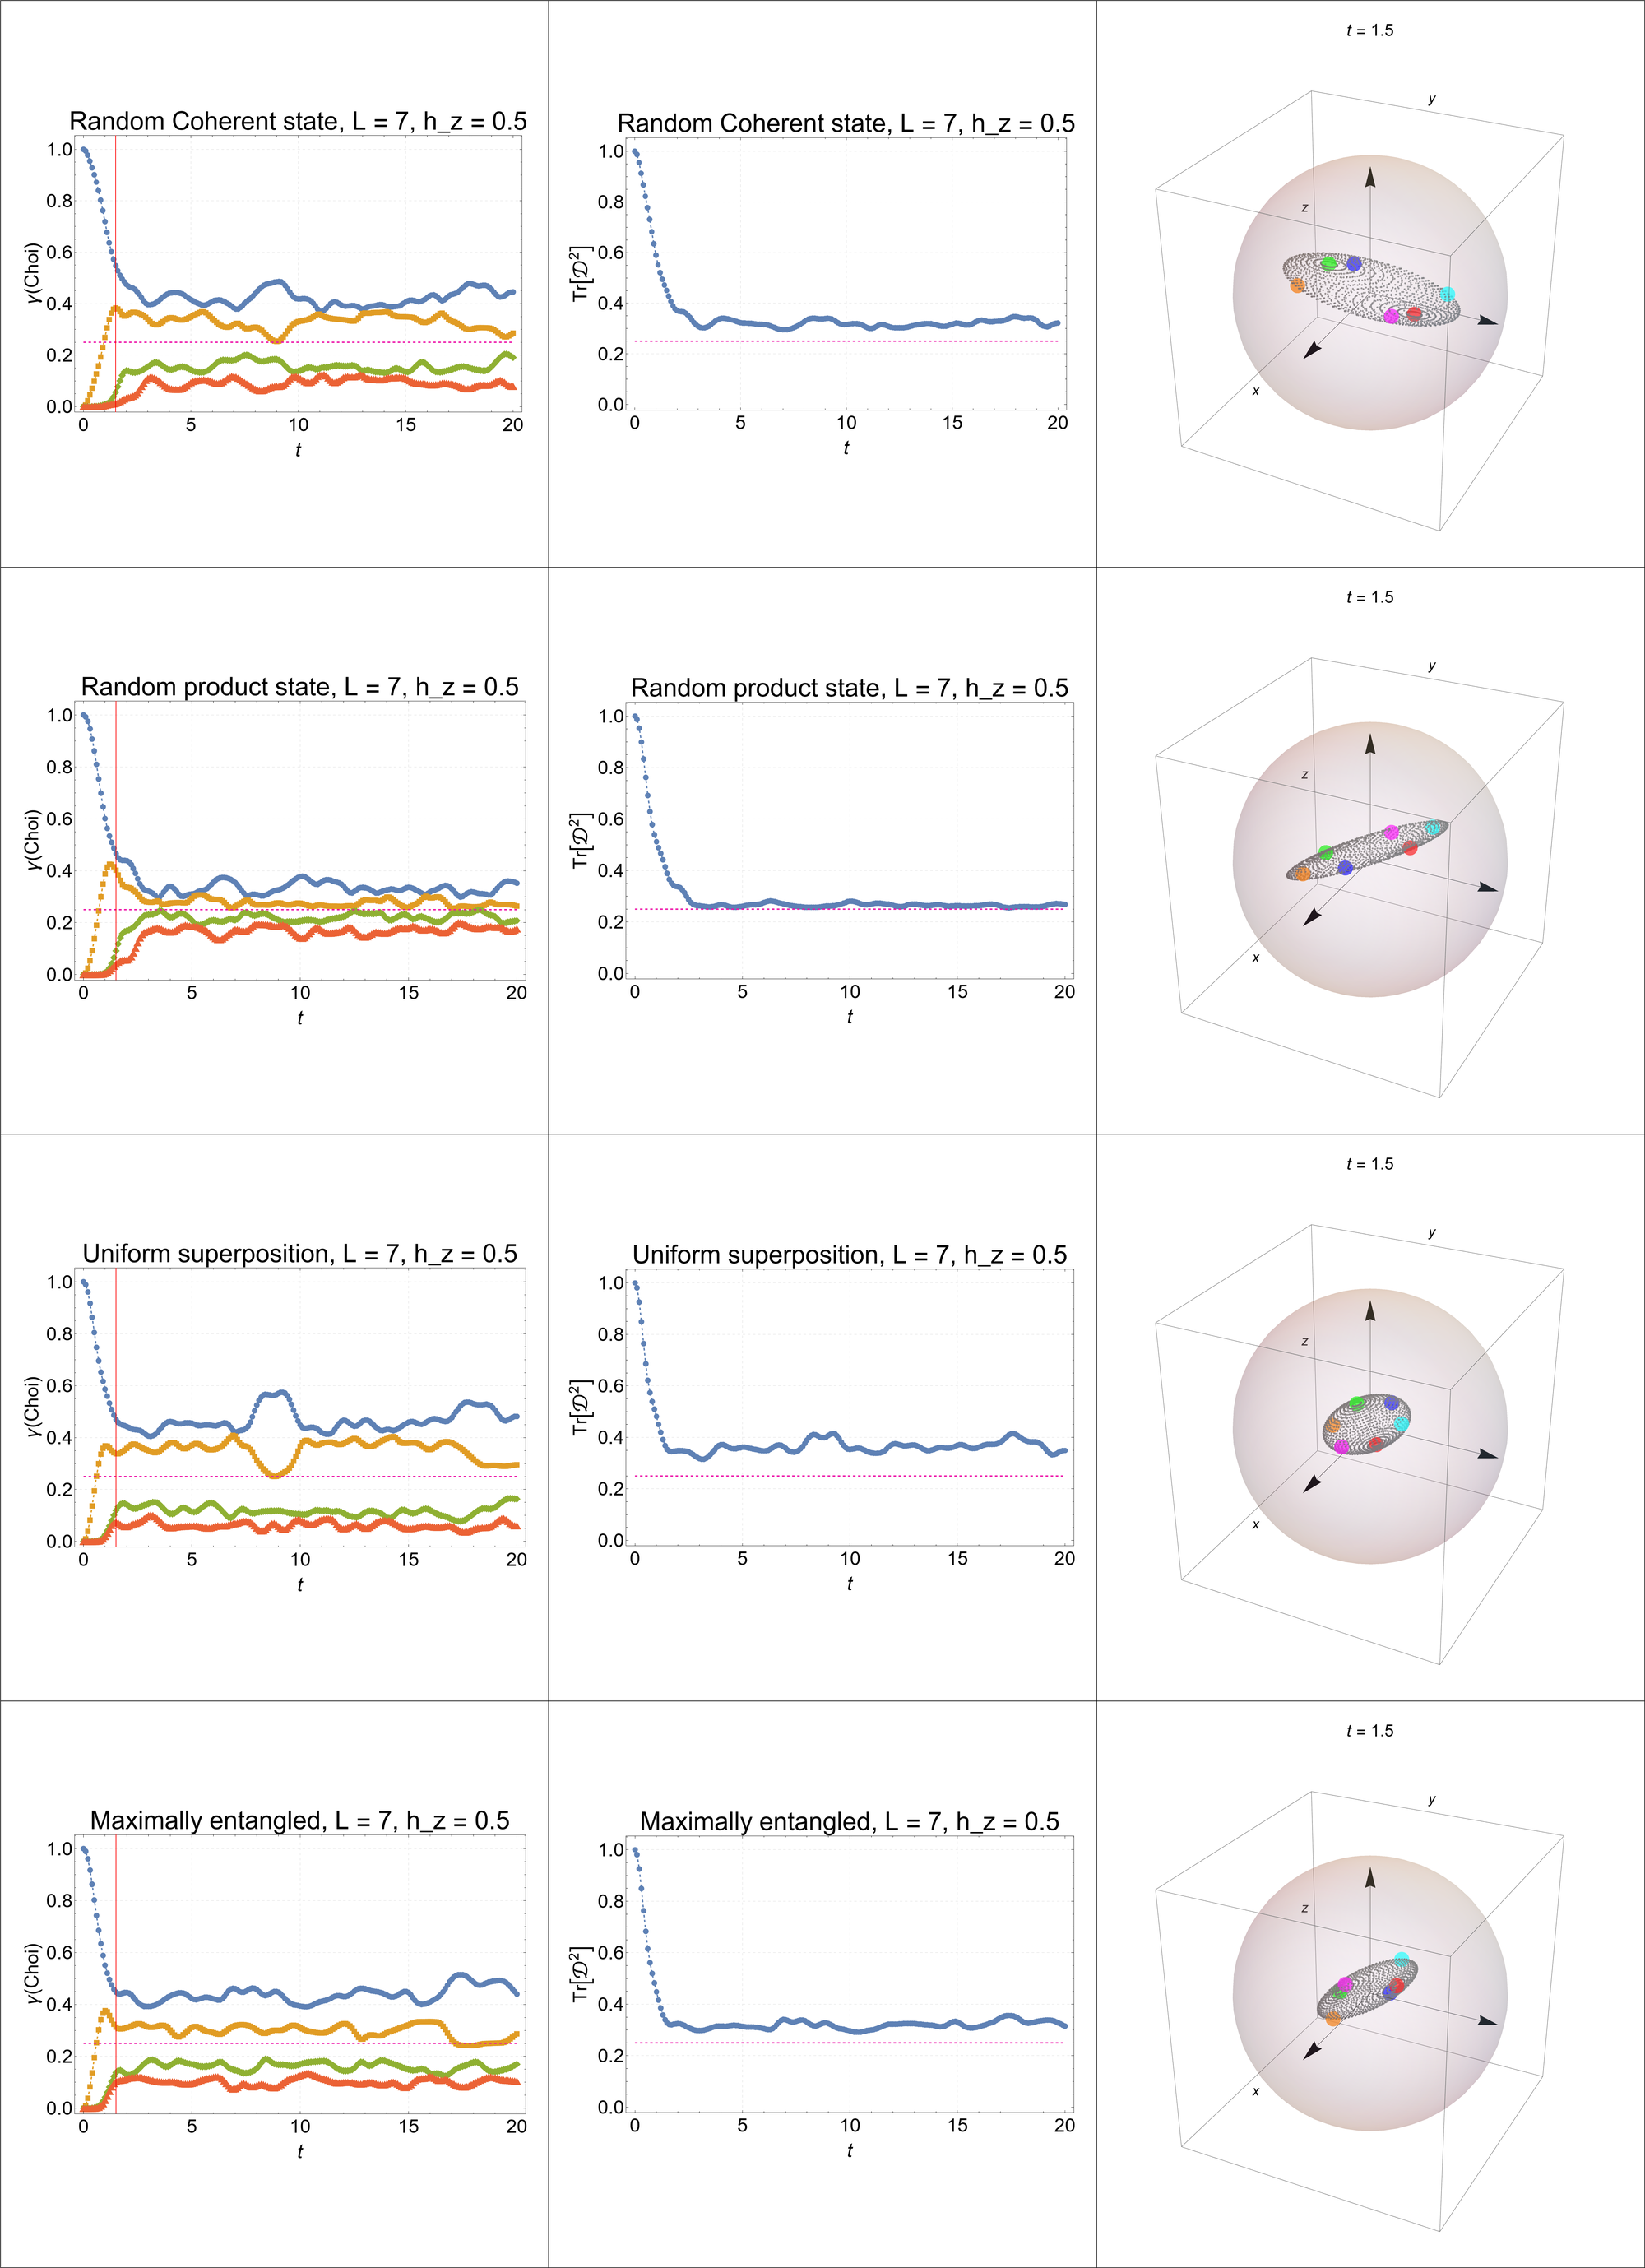 t = 1.5
Random Coherent state, L = 7, h_z = 0.5
γ(Choi)
1.0
0.8
0.6
0.4
0.2
0.0
0 5 10 15 20
t
Random Coherent state, L = 7, h_z = 0.5
Tr[𝒟²]
1.0
0.8
0.6
0.4
0.2
0.0
0 5 10 15 20
t
y
z
x
t = 1.5
Random product state, L = 7, h_z = 0.5
γ(Choi)
1.0
0.8
0.6
0.4
0.2
0.0
0 5 10 15 20
t
Random product state, L = 7, h_z = 0.5
Tr[𝒟²]
1.0
0.8
0.6
0.4
0.2
0.0
0 5 10 15 20
t
y
z
x
t = 1.5
Uniform superposition, L = 7, h_z = 0.5
γ(Choi)
1.0
0.8
0.6
0.4
0.2
0.0
0 5 10 15 20
t
Uniform superposition, L = 7, h_z = 0.5
Tr[𝒟²]
1.0
0.8
0.6
0.4
0.2
0.0
0 5 10 15 20
t
y
z
x
t = 1.5
Maximally entangled, L = 7, h_z = 0.5
γ(Choi)
1.0
0.8
0.6
0.4
0.2
0.0
0 5 10 15 20
t
Maximally entangled, L = 7, h_z = 0.5
Tr[𝒟²]
1.0
0.8
0.6
0.4
0.2
0.0
0 5 10 15 20
t
y
z
x